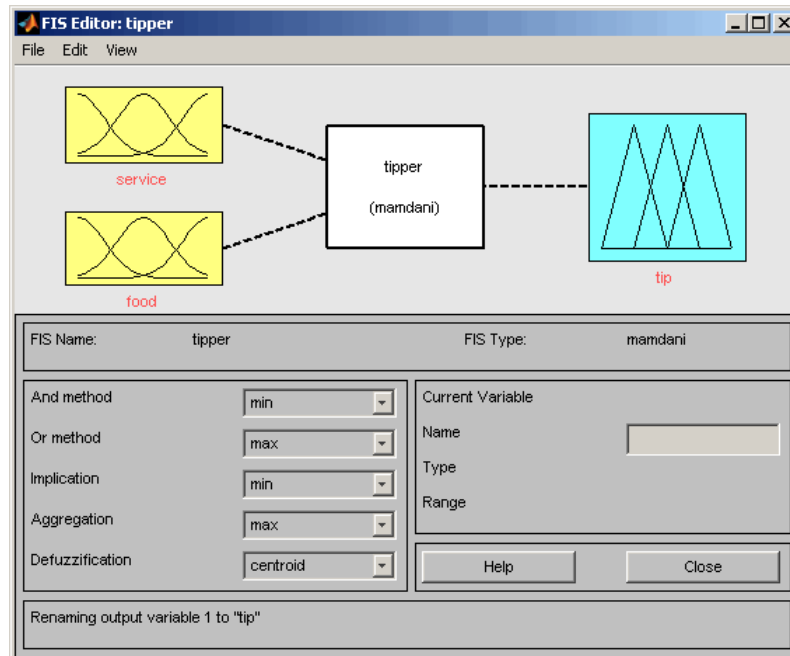 FIS Editor: tipper
File Edit View
service
food
tipper
(mamdani)
tip
FIS Name: tipper FIS Type: mamdani
And method min
Or method max
Implication min
Aggregation max
Defuzzification centroid
Current Variable
Name
Type
Range
Help Close
Renaming output variable 1 to "tip"